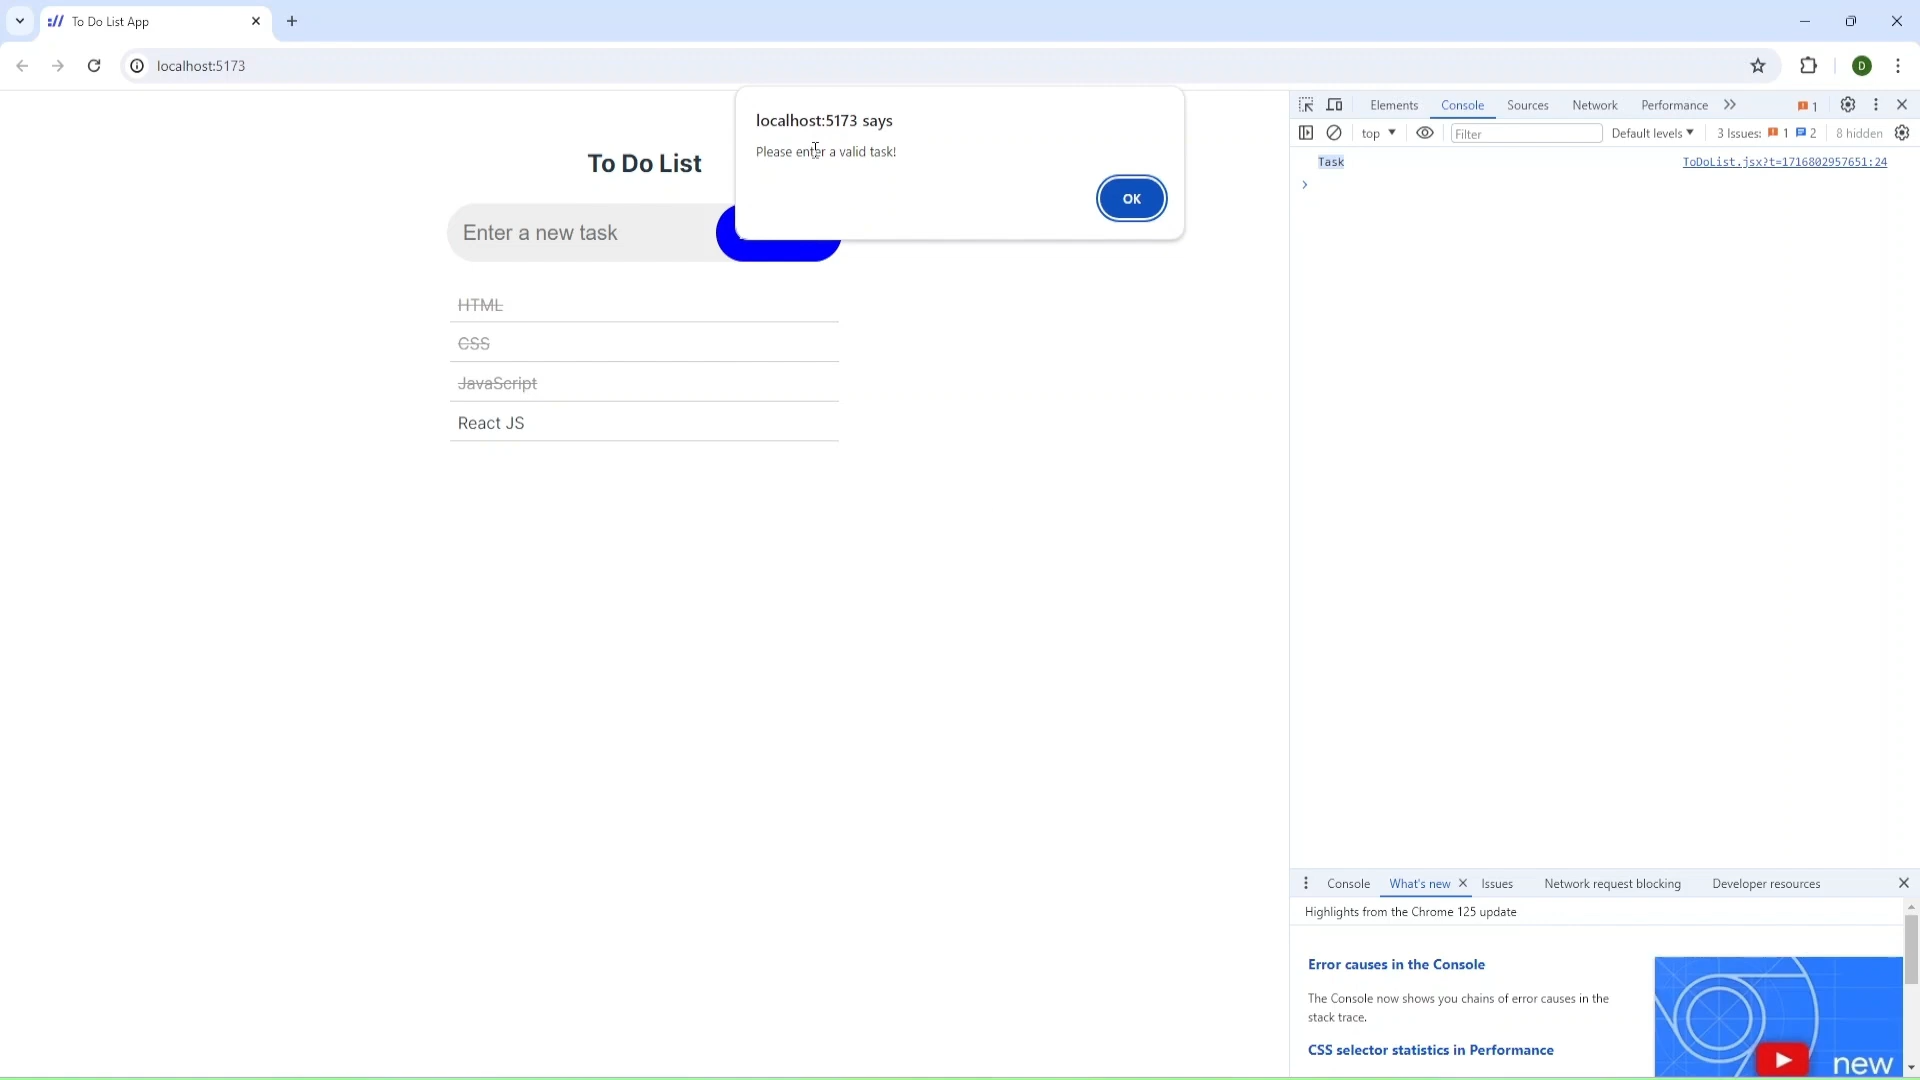 To Do List App
localhost:5173
localhost:5173 says
Please enter a valid task!
OK
To Do List
Enter a new task
HTML
CSS
JavaScript
React JS
Elements Console Sources Network Performance 1
top Filter Default levels 3 Issues: 1 2 8 hidden
Task ToDoList.jsx?t=1716802957651:24
Console What's new Issues Network request blocking Developer resources
Highlights from the Chrome 125 update
Error causes in the Console
The Console now shows you chains of error causes in the
stack trace.
CSS selector statistics in Performance
new
D